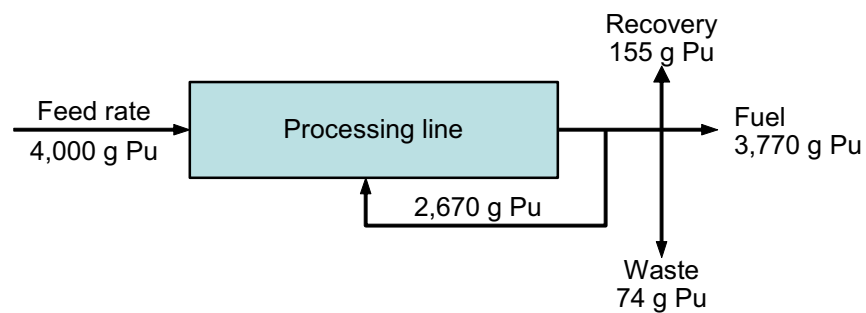 Recovery
155 g Pu
Feed rate
4,000 g Pu
Processing line
Fuel
3,770 g Pu
2,670 g Pu
Waste
74 g Pu